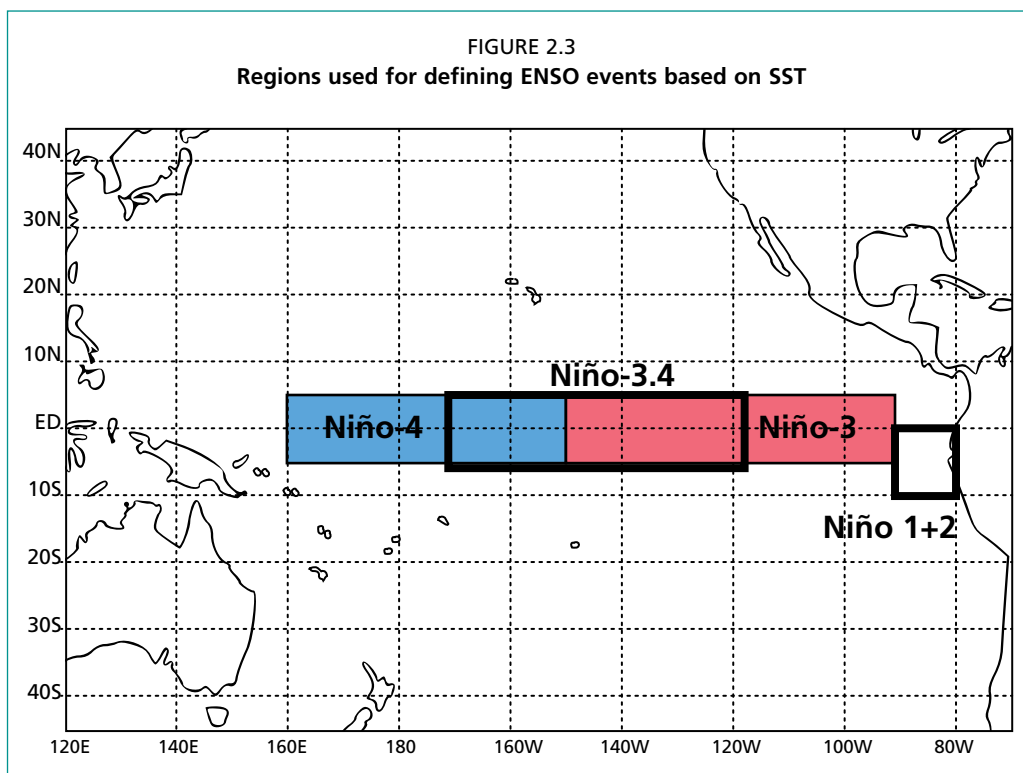 FIGURE 2.3
Regions used for defining ENSO events based on SST
40N
30N
20N
10N
Niño-3.4
ED
Niño-4
Niño-3
10S
Niño 1+2
20S
30S
40S
120E 140E 160E 180 160W 140W 120W 100W 80W